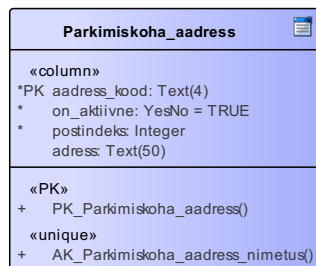 Parkimiskoha_aadress
«column»
*PK aadress_kood: Text(4)
* on_aktiivne: YesNo = TRUE
* postindeks: Integer
adress: Text(50)
«PK»
+ PK_Parkimiskoha_aadress()
«unique»
+ AK_Parkimiskoha_aadress_nimetus()